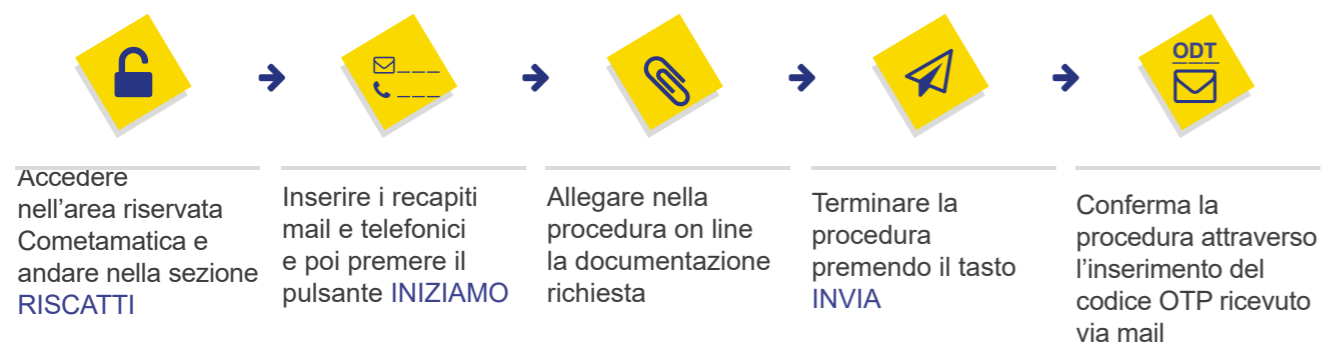 ODT
Accedere
nell'area riservata
Cometamatica e
andare nella sezione
RISCATTI
Inserire i recapiti
mail e telefonici
e poi premere il
pulsante INIZIAMO
Allegare nella
procedura on line
la documentazione
richiesta
Terminare la
procedura
premendo il tasto
INVIA
Conferma la
procedura attraverso
l'inserimento del
codice OTP ricevuto
via mail